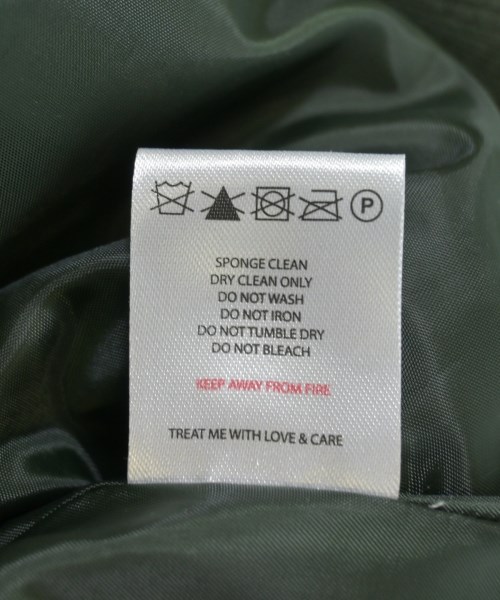 P
SPONGE CLEAN
DRY CLEAN ONLY
DO NOT WASH
DO NOT IRON
DO NOT TUMBLE DRY
DO NOT BLEACH
KEEP AWAY FROM FIRE
TREAT ME WITH LOVE & CARE